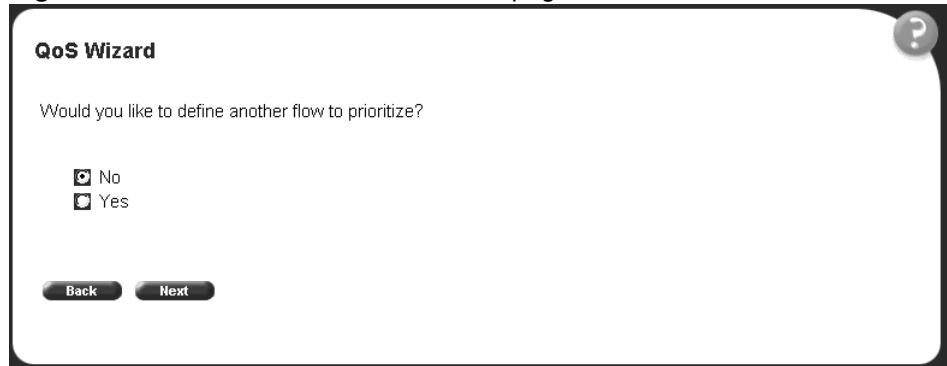 QoS Wizard
?
Would you like to define another flow to prioritize?
No
Yes
Back Next